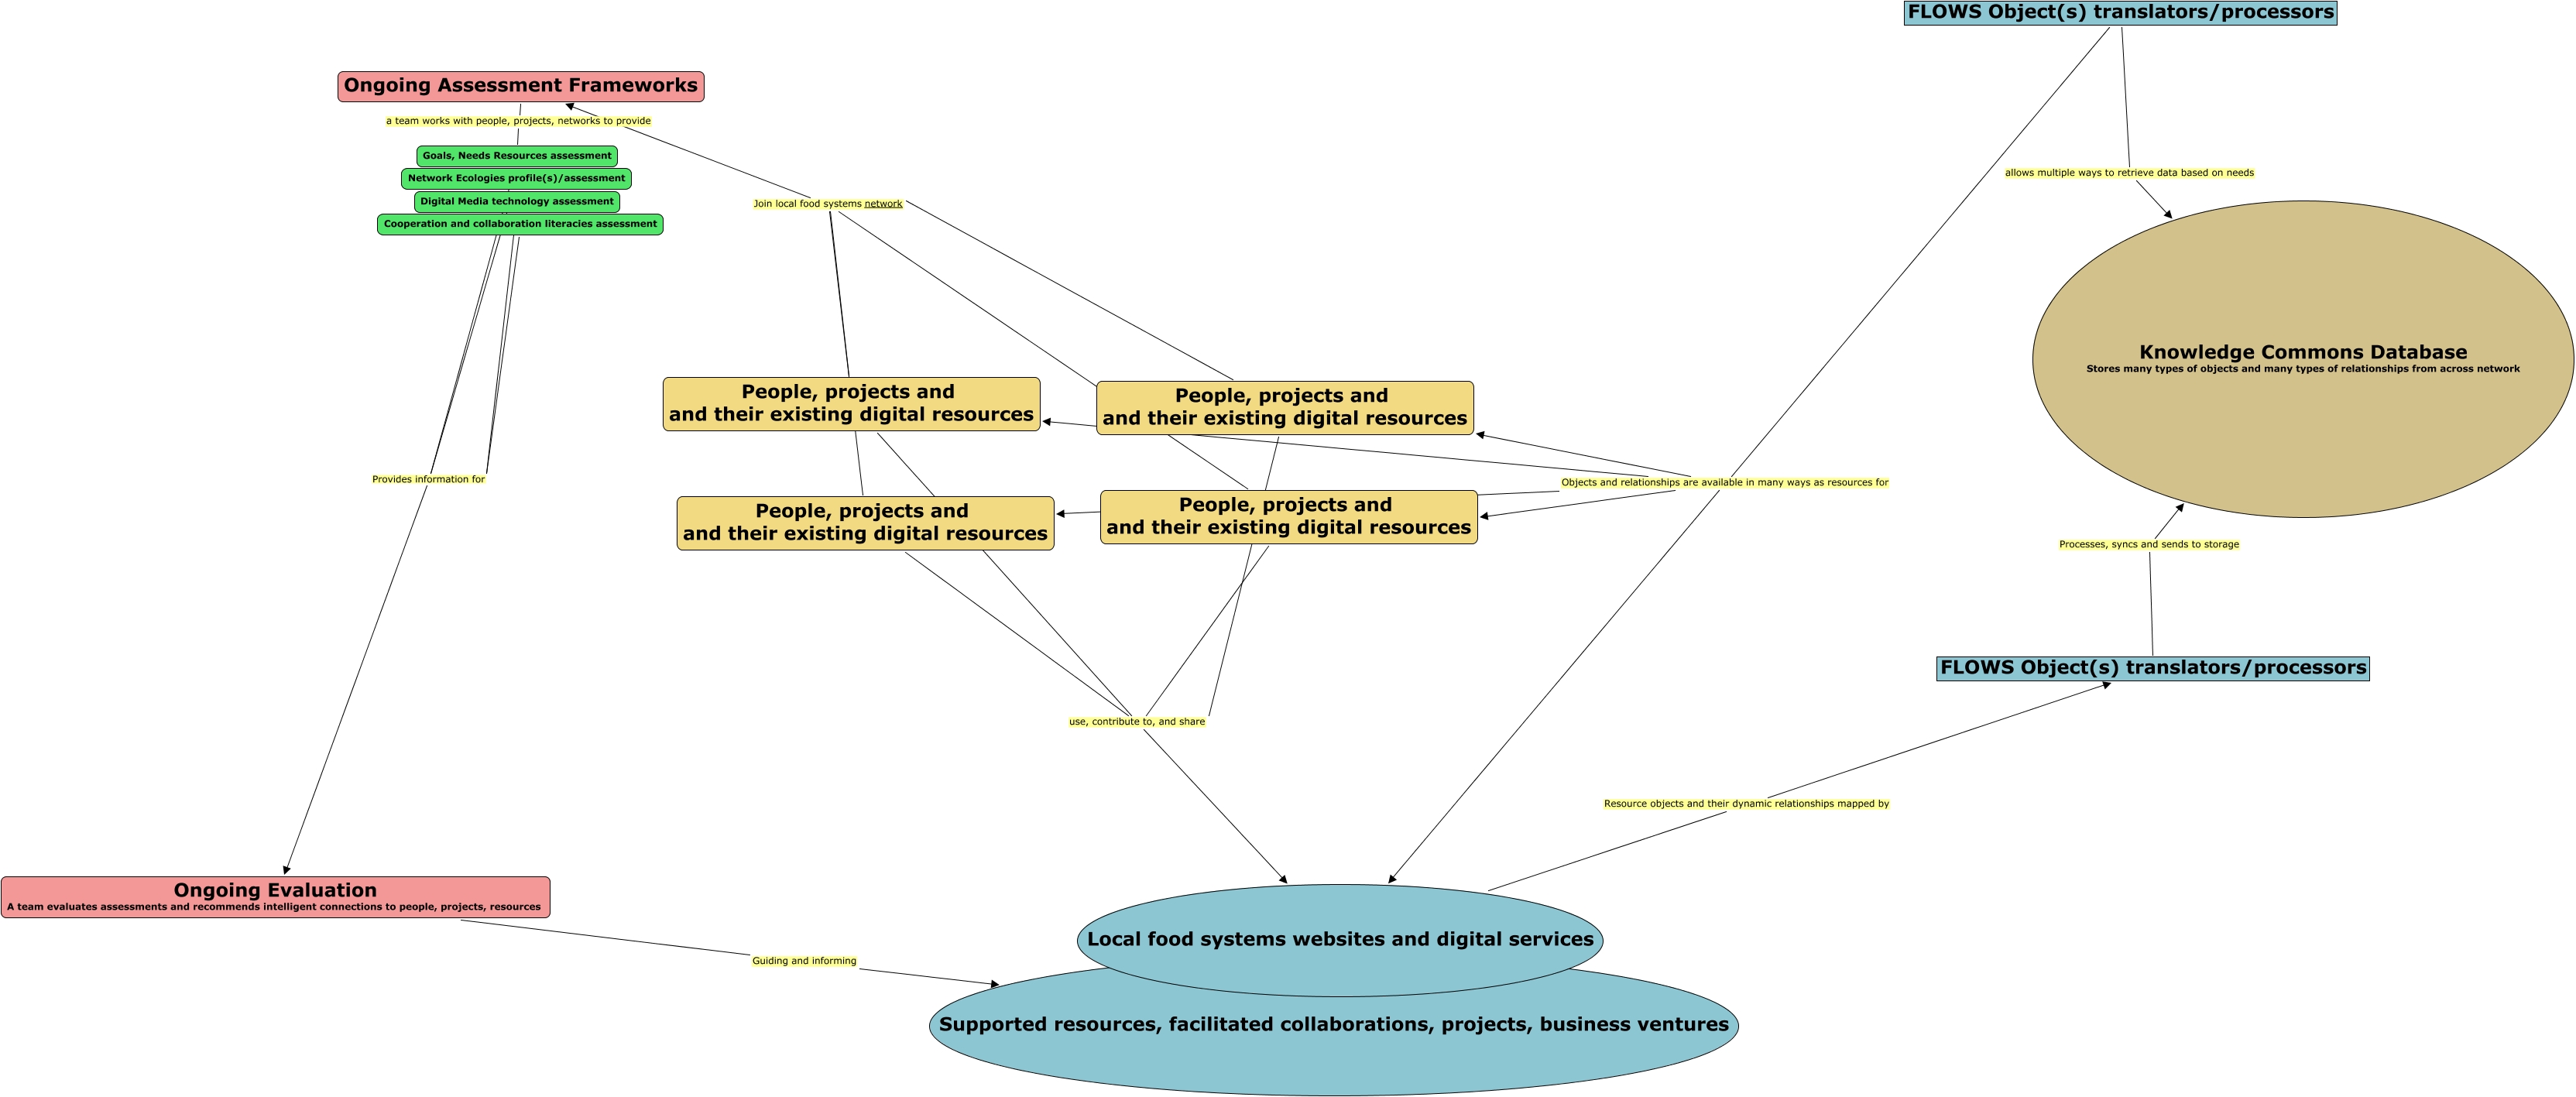 FLOWS Object(s) translators/processors
Ongoing Assessment Frameworks
a team works with people, projects, networks to provide
Goals, Needs Resources assessment
Network Ecologies profile(s)/assessment
Digital Media technology assessment
Cooperation and collaboration literacies assessment
allows multiple ways to retrieve data based on needs
Join local food systems network
Knowledge Commons Database
Stores many types of objects and many types of relationships from across network
People, projects and
and their existing digital resources
People, projects and
and their existing digital resources
Provides information for
Objects and relationships are available in many ways as resources for
People, projects and
and their existing digital resources
People, projects and
and their existing digital resources
Processes, syncs and sends to storage
FLOWS Object(s) translators/processors
use, contribute to, and share
Resource objects and their dynamic relationships mapped by
Ongoing Evaluation
A team evaluates assessments and recommends intelligent connections to people, projects, resources
Local food systems websites and digital services
Guiding and informing
Supported resources, facilitated collaborations, projects, business ventures